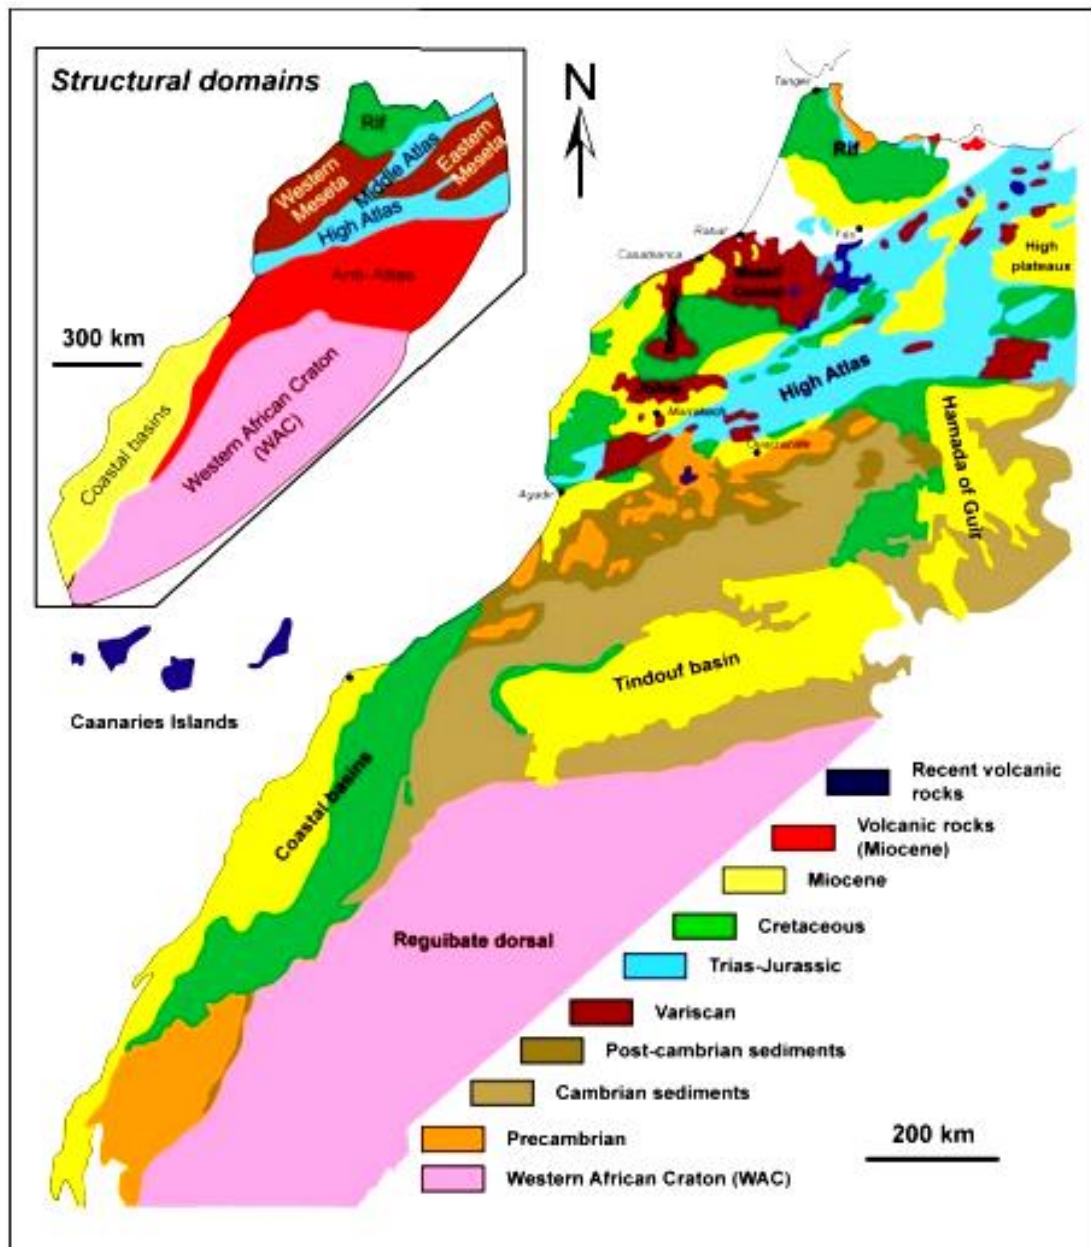 Structural domains
Rif
Western
Meseta
Middle Atlas
Eastern
Meseta
High Atlas
Anti-Atlas
300 km
Coastal basins
Western African Craton
(WAC)
N
Tanger
Rif
Rabat
Fes
Casablanca
High
plateaux
High Atlas
Marrakech
Ouarzazate
Agadir
Hamada of Guir
Tindouf basin
Caanaries Islands
Coastal basins
Reguibate dorsal
Recent volcanic
rocks
Volcanic rocks
(Miocene)
Miocene
Cretaceous
Trias-Jurassic
Variscan
Post-cambrian sediments
Cambrian sediments
Precambrian
Western African Craton (WAC)
200 km